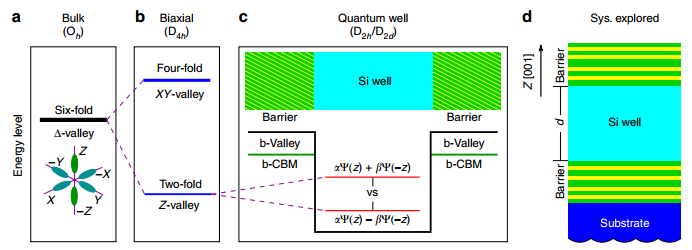 a
Bulk
(Oh)
Energy level
Six-fold
Δ-valley
Z
–Y
–X
X
Y
–Z
b
Biaxial
(D4h)
Four-fold
XY-valley
Two-fold
Z-valley
c
Quantum well
(D2h/D2d)
Si well
Barrier
Barrier
b-Valley
b-Valley
b-CBM
b-CBM
αΨ(z) + βΨ(–z)
vs
αΨ(z) – βΨ(–z)
d
Sys. explored
Z [001]
Barrier
d
Si well
Barrier
Substrate